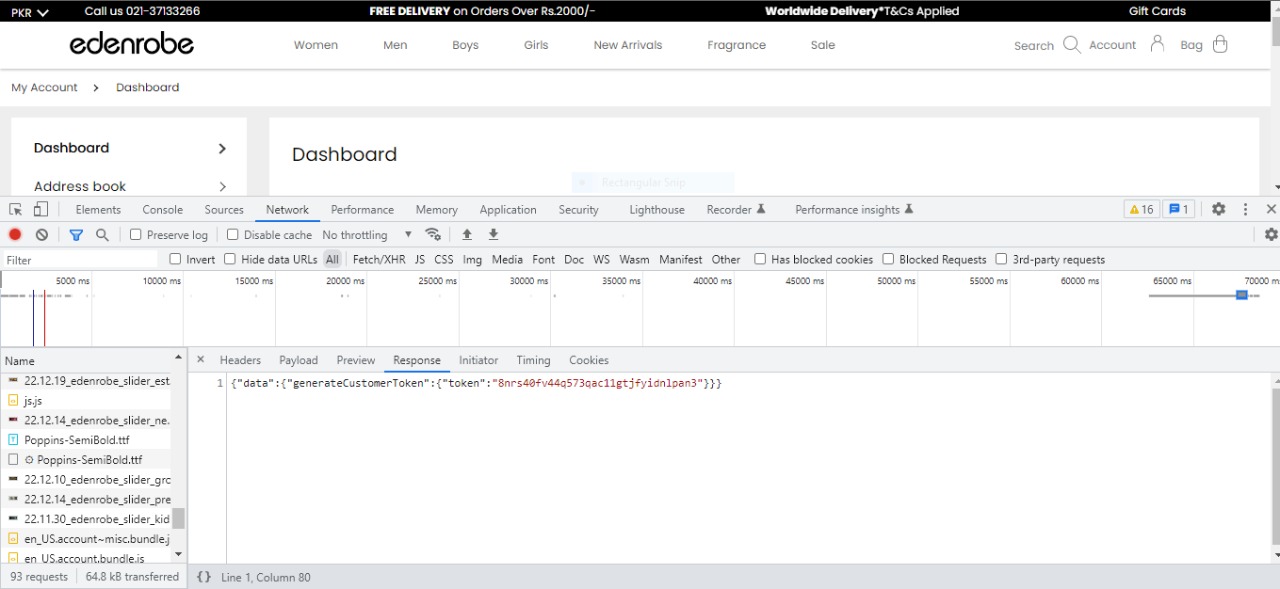 PKR Call us 021-37133266 FREE DELIVERY on Orders Over Rs.2000/- Worldwide Delivery*T&Cs Applied Gift Cards
edenrobe Women Men Boys Girls New Arrivals Fragrance Sale Search Account Bag
My Account > Dashboard
Dashboard
Address book
Dashboard
Rectangular Snip
Elements Console Sources Network Performance Memory Application Security Lighthouse Recorder Performance insights 16 1
Preserve log Disable cache No throttling
Filter Invert Hide data URLs All Fetch/XHR JS CSS Img Media Font Doc WS Wasm Manifest Other Has blocked cookies Blocked Requests 3rd-party requests
5000 ms 10000 ms 15000 ms 20000 ms 25000 ms 30000 ms 35000 ms 40000 ms 45000 ms 50000 ms 55000 ms 60000 ms 65000 ms 70000 m
Name
22.12.19_edenrobe_slider_est
js.js
22.12.14_edenrobe_slider_ne.
Poppins-SemiBold.ttf
Poppins-SemiBold.ttf
22.12.10_edenrobe_slider_grc
22.12.14_edenrobe_slider_pre
22.11.30_edenrobe_slider_kid
en_US.account~misc.bundle.j
en_US.account.bundle.js
93 requests 64.8 kB transferred
Headers Payload Preview Response Initiator Timing Cookies
1 {"data":{"generateCustomerToken":{"token":"8nrs40fv44q573qac1lgtjfyidnlpan3"}}}
{} Line 1, Column 80